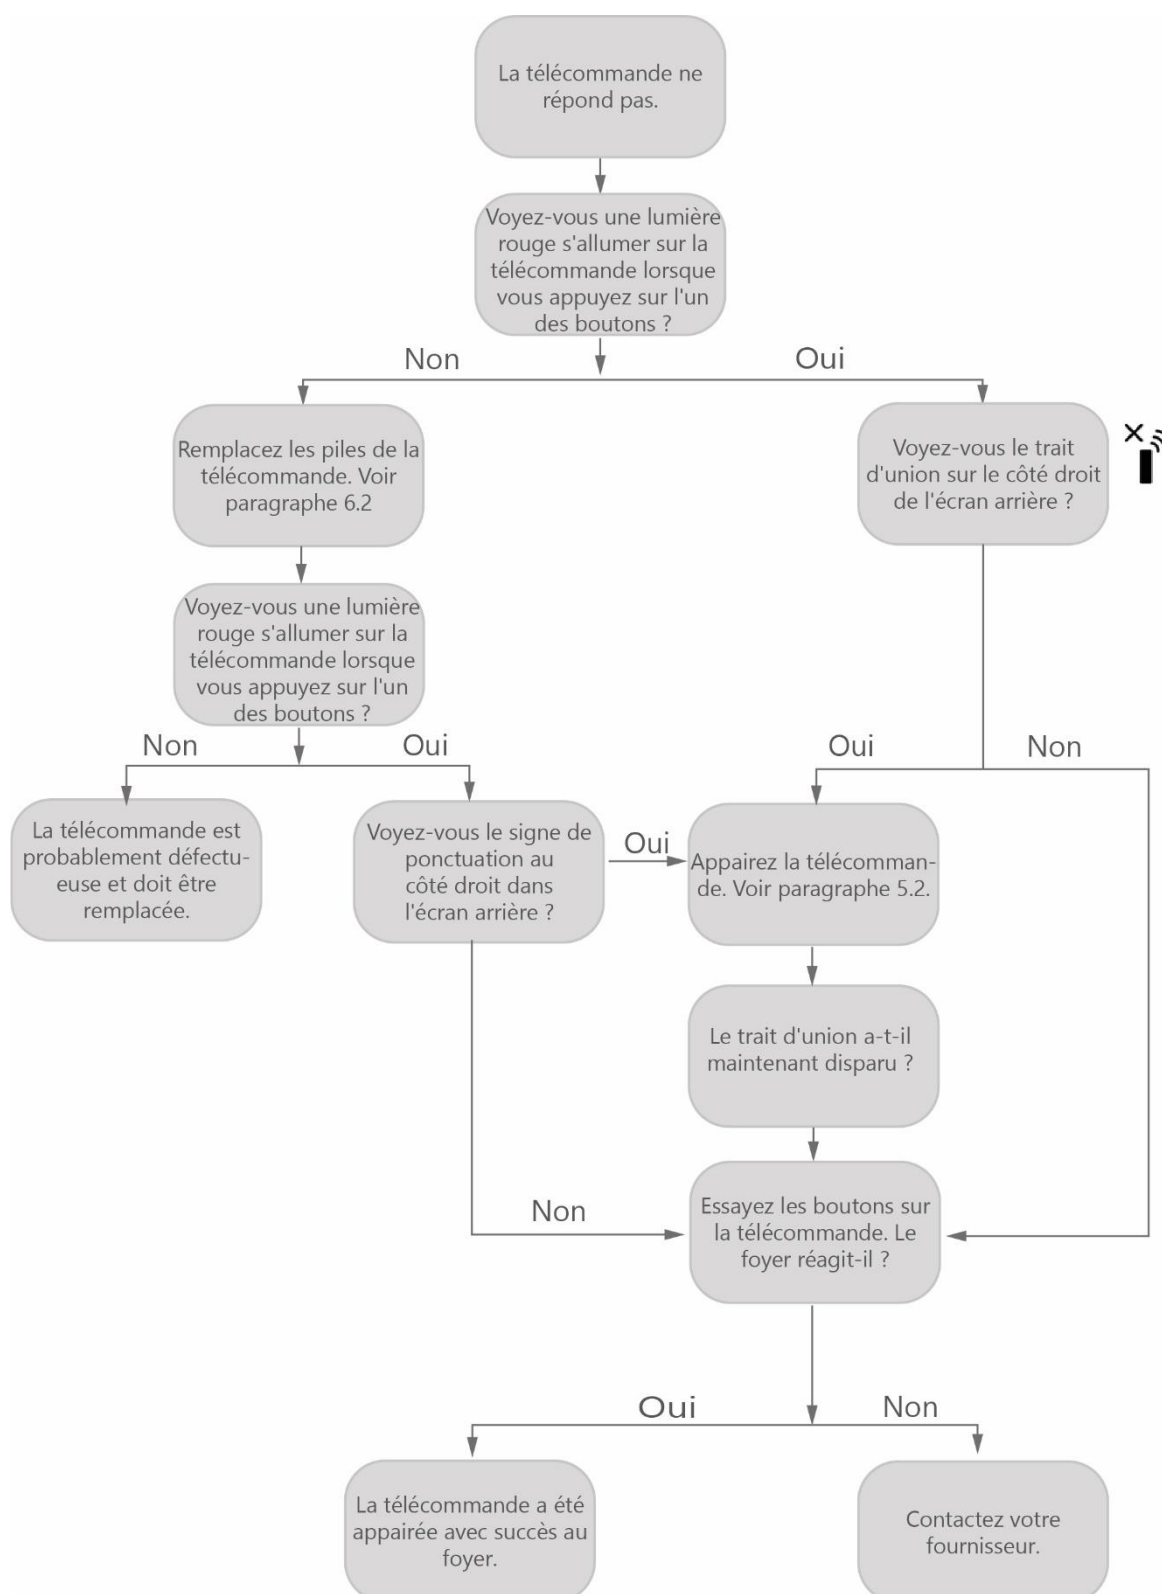 La télécommande ne
répond pas.
Voyez-vous une lumière
rouge s'allumer sur la
télécommande lorsque
vous appuyez sur l'un
des boutons ?
Non
Oui
Remplacez les piles de la
télécommande. Voir
paragraphe 6.2
Voyez-vous le trait
d'union sur le côté droit
de l'écran arrière ?
Voyez-vous une lumière
rouge s'allumer sur la
télécommande lorsque
vous appuyez sur l'un
des boutons ?
Non
Oui
Oui
Non
La télécommande est
probablement défectu-
euse et doit être
remplacée.
Voyez-vous le signe de
ponctuation au
côté droit dans
l'écran arrière ?
Oui
Appairez la télécomman-
de. Voir paragraphe 5.2.
Le trait d'union a-t-il
maintenant disparu ?
Non
Essayez les boutons sur
la télécommande. Le
foyer réagit-il ?
Oui
Non
La télécommande a été
appairée avec succès au
foyer.
Contactez votre
fournisseur.